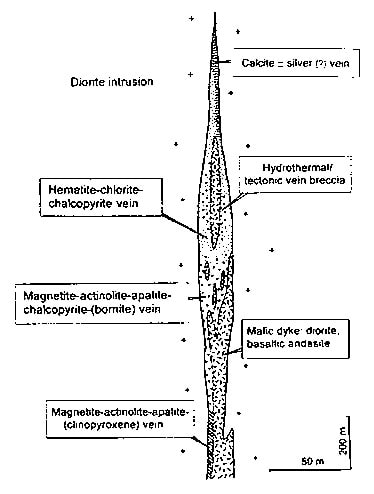 Diorite intrusion
Calcite ± silver (?) vein
Hydrothermal/
tectonic vein breccia
Hematite-chlorite-
chalcopyrite vein
Magnetite-actinolite-apatite-
chalcopyrite-(bornite) vein
Mafic dyke: diorite,
basaltic andesite
Magnetite-actinolite-apatite-
(clinopyroxene) vein
200 m
50 m